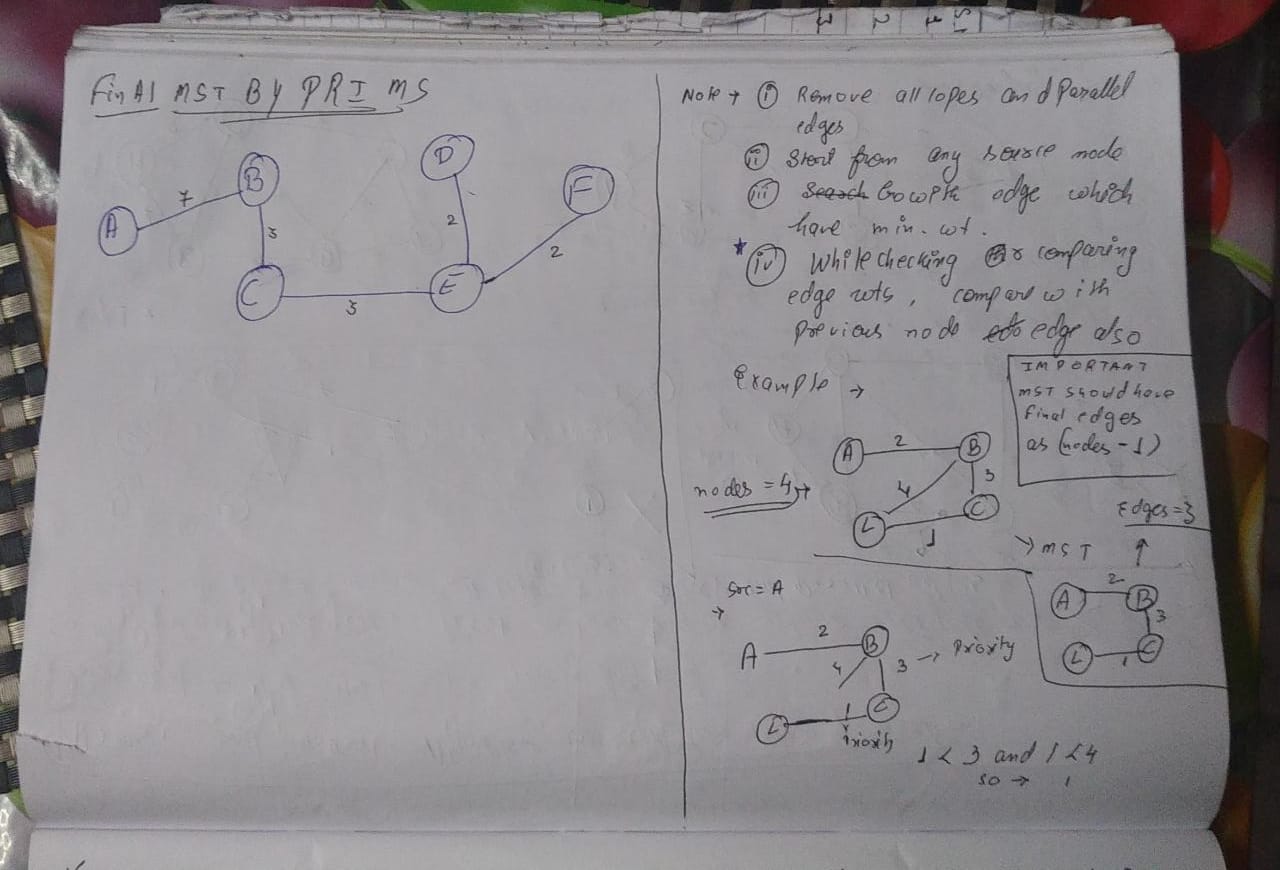 Final MST BY PRIMS
A
7
B
3
C
3
E
2
D
2
F
Note → (i) Remove all lopes and Parallel
edges
(ii) Start from any source node
(iii) edge which
have min. wt.
* (iv) While checking or comparing
edge wts, compare with
previous node edge also
IMPORTANT
MST should have
final edges
as (nodes - 1)
Example →
nodes = 4 →
A 2 B
4 3
L 1 C
→ MST
Edges = 3
↑
A 2 B
3
L 1 C
src = A
→
A 2 B
4 3 → Priority
L 1 C
Priority
1 < 3 and 1 < 4
so → 1